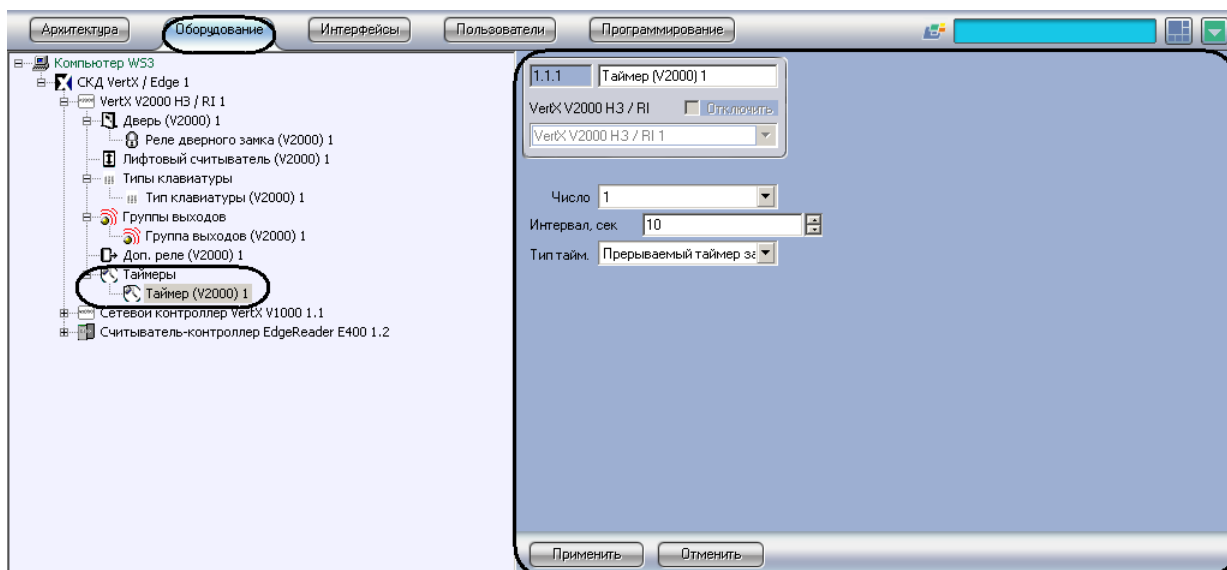 Архитектура Оборудование Интерфейсы Пользователи Программирование
Компьютер WS3
СКД VertX / Edge 1
VertX V2000 H3 / RI 1
Дверь (V2000) 1
Реле дверного замка (V2000) 1
Лифтовый считыватель (V2000) 1
Типы клавиатуры
Тип клавиатуры (V2000) 1
Группы выходов
Группа выходов (V2000) 1
Доп. реле (V2000) 1
Таймеры
Таймер (V2000) 1
Сетевой контроллер VertX V1000 1.1
Считыватель-контроллер EdgeReader E400 1.2
1.1.1 Таймер (V2000) 1
VertX V2000 H3 / RI Отключить
VertX V2000 H3 / RI 1
Число 1
Интервал, сек 10
Тип тайм. Прерываемый таймер за
Применить Отменить